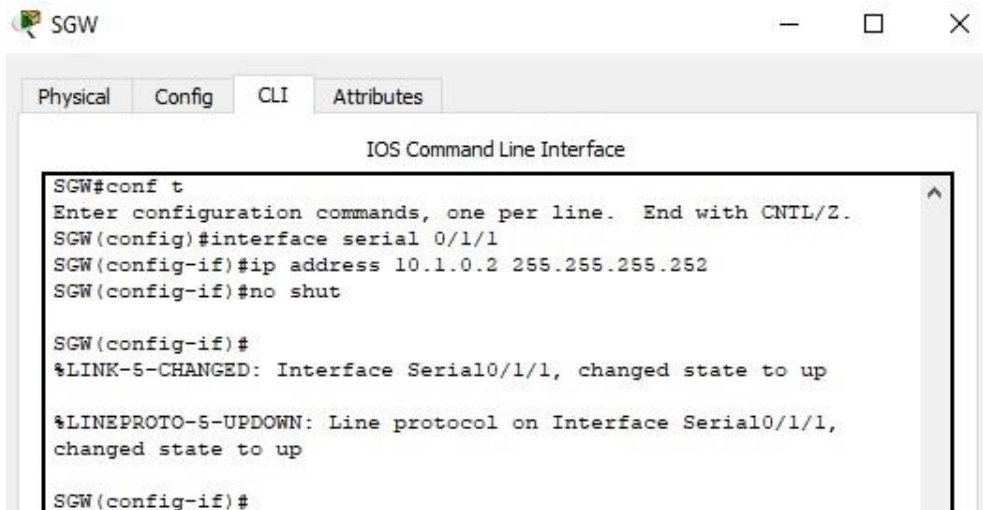 SGW
Physical Config CLI Attributes
IOS Command Line Interface
SGW#conf t
Enter configuration commands, one per line.  End with CNTL/Z.
SGW(config)#interface serial 0/1/1
SGW(config-if)#ip address 10.1.0.2 255.255.255.252
SGW(config-if)#no shut
SGW(config-if)#
%LINK-5-CHANGED: Interface Serial0/1/1, changed state to up
%LINEPROTO-5-UPDOWN: Line protocol on Interface Serial0/1/1,
changed state to up
SGW(config-if)#